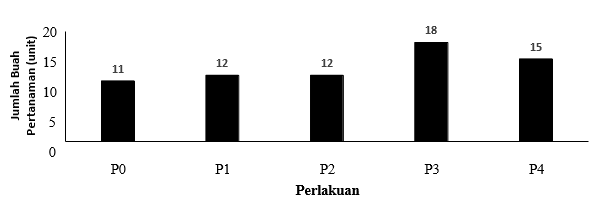 Jumlah Buah
Pertanaman (unit)
20
15
10
5
0
11
12
12
18
15
P0
P1
P2
P3
P4
Perlakuan